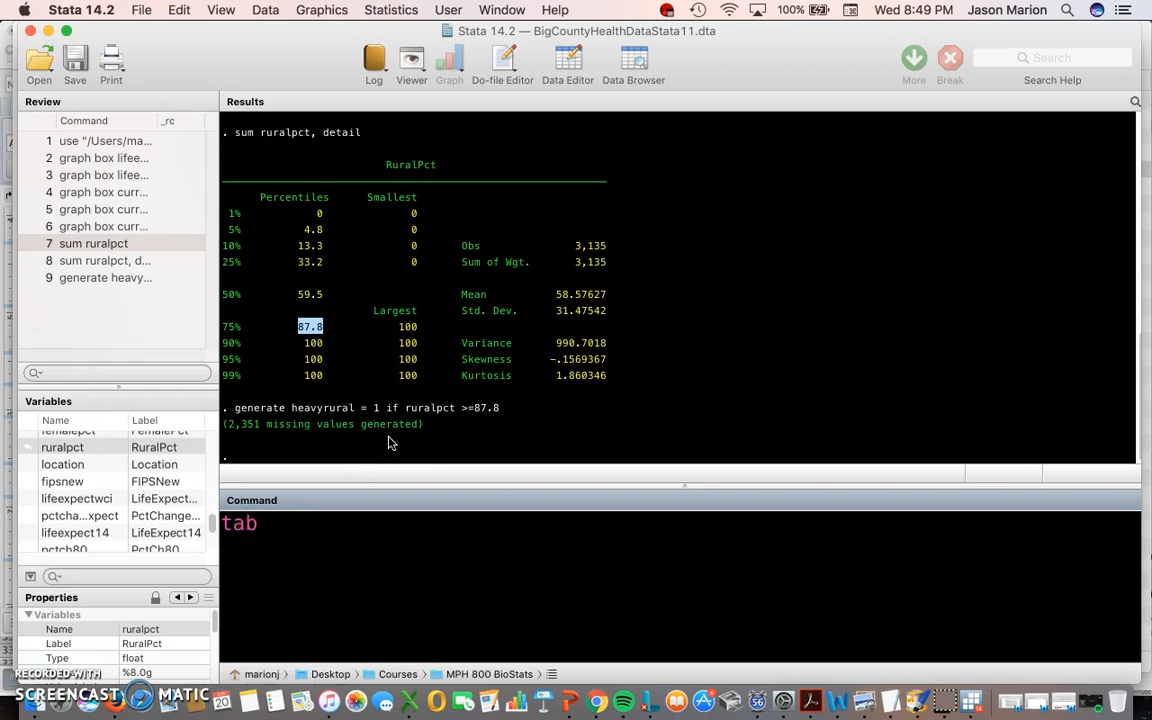 Stata 14.2 File Edit View Data Graphics Statistics User Window Help 100% Wed 8:49 PM Jason Marion
Stata 14.2 — BigCountyHealthDataStata11.dta
Open Save Print Log Viewer Graph Do-file Editor Data Editor Data Browser More Break Search Search Help
Review
Command _rc
1 use "/Users/ma...
2 graph box lifee...
3 graph box lifee...
4 graph box curr...
5 graph box curr...
6 graph box curr...
7 sum ruralpct
8 sum ruralpct, d...
9 generate heavy...
Variables
Name Label
femalepct FemalePct
ruralpct RuralPct
location Location
fipsnew FIPSNew
lifeexpectwci LifeExpect...
pctcha...xpect PctChange...
lifeexpect14 LifeExpect14
pctch80 PctCh80
Properties
Variables
Name ruralpct
Label RuralPct
Type float
%8.0g
Results
. sum ruralpct, detail
RuralPct
Percentiles Smallest
1% 0 0
5% 4.8 0
10% 13.3 0 Obs 3,135
25% 33.2 0 Sum of Wgt. 3,135
50% 59.5 Mean 58.57627
Largest Std. Dev. 31.47542
75% 87.8 100
90% 100 100 Variance 990.7018
95% 100 100 Skewness -.1569367
99% 100 100 Kurtosis 1.860346
. generate heavyrural = 1 if ruralpct >=87.8
(2,351 missing values generated)
.
Command
tab
marionj Desktop Courses MPH 800 BioStats
RECORDED WITH
SCREENCAST MATIC